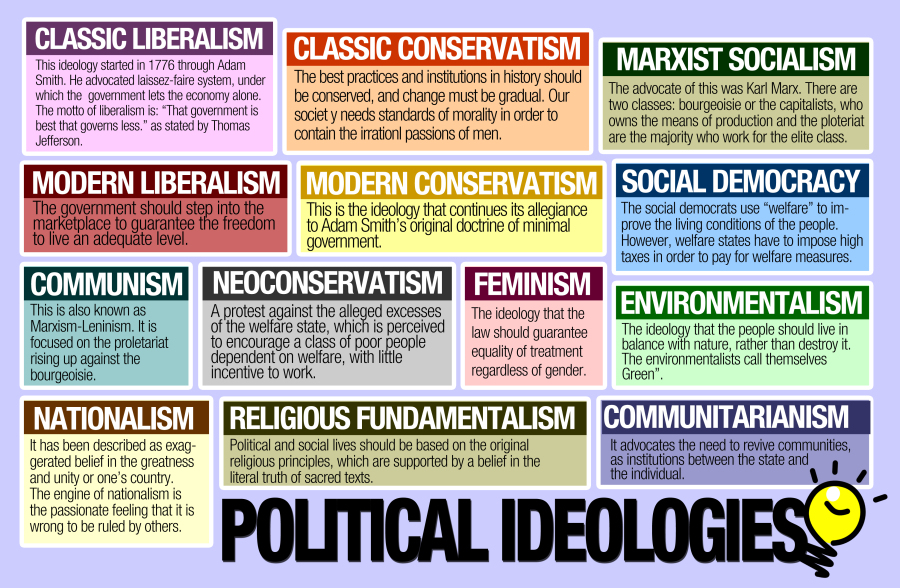 CLASSIC LIBERALISM
This ideology started in 1776 through Adam
Smith. He advocated laissez-faire system, under
which the government lets the economy alone.
The motto of liberalism is: “That government is
best that governs less.” as stated by Thomas
Jefferson.
CLASSIC CONSERVATISM
The best practices and institutions in history should
be conserved, and change must be gradual. Our
societ y needs standards of morality in order to
contain the irrationl passions of men.
MARXIST SOCIALISM
The advocate of this was Karl Marx. There are
two classes: bourgeoisie or the capitalists, who
owns the means of production and the ploteriat
are the majority who work for the elite class.
MODERN LIBERALISM
The government should step into the
marketplace to guarantee the freedom
to live an adequate level.
MODERN CONSERVATISM
This is the ideology that continues its allegiance
to Adam Smith's original doctrine of minimal
government.
SOCIAL DEMOCRACY
The social democrats use “welfare” to im-
prove the living conditions of the people.
However, welfare states have to impose high
taxes in order to pay for welfare measures.
COMMUNISM
This is also known as
Marxism-Leninism. It is
focused on the proletariat
rising up against the
bourgeoisie.
NEOCONSERVATISM
A protest against the alleged excesses
of the welfare state, which is perceived
to encourage a class of poor people
dependent on welfare, with little
incentive to work.
FEMINISM
The ideology that the
law should guarantee
equality of treatment
regardless of gender.
ENVIRONMENTALISM
The ideology that the people should live in
balance with nature, rather than destroy it.
The environmentalists call themselves
Green”.
NATIONALISM
It has been described as exag-
gerated belief in the greatness
and unity or one's country.
The engine of nationalism is
the passionate feeling that it is
wrong to be ruled by others.
RELIGIOUS FUNDAMENTALISM
Political and social lives should be based on the original
religious principles, which are supported by a belief in the
literal truth of sacred texts.
COMMUNITARIANISM
It advocates the need to revive communities,
as institutions between the state and
the individual.
POLITICAL IDEOLOGIES